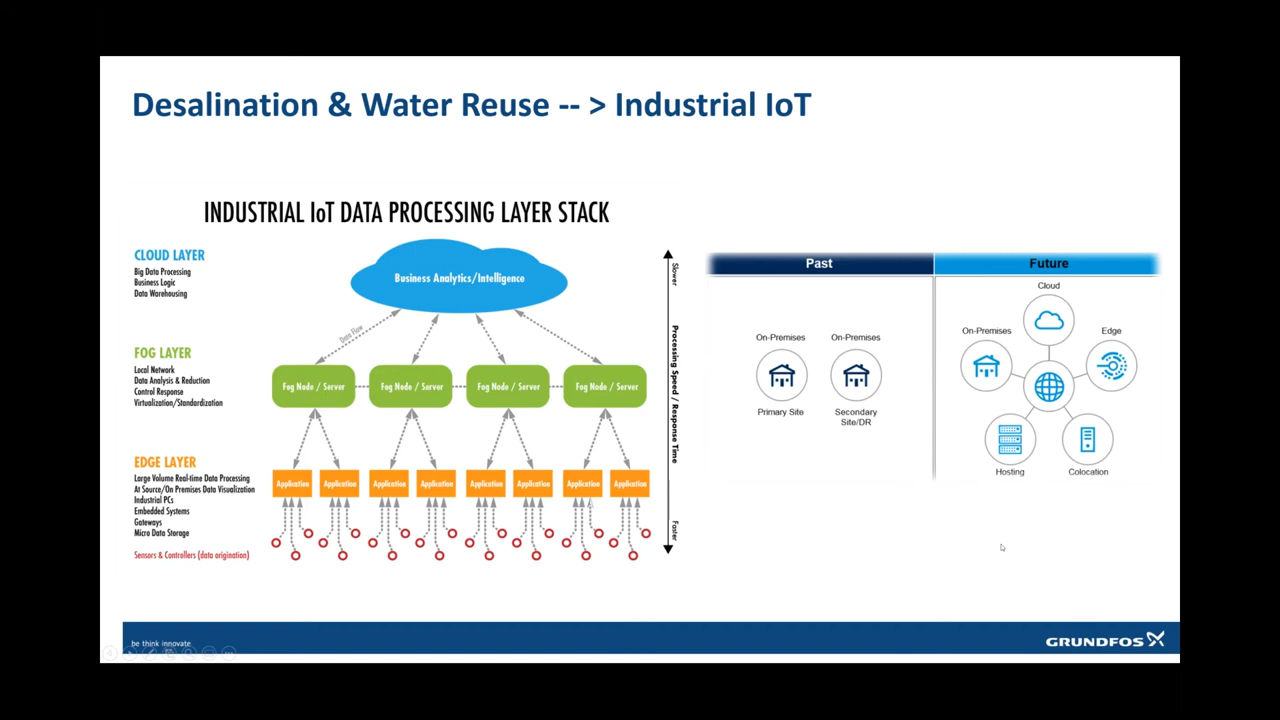 Desalination & Water Reuse -- > Industrial IoT
INDUSTRIAL IoT DATA PROCESSING LAYER STACK
CLOUD LAYER
Big Data Processing
Business Logic
Data Warehousing
Business Analytics/Intelligence
Data Flow
FOG LAYER
Local Network
Data Analysis & Reduction
Control Response
Virtualization/Standardization
Fog Node / Server
Fog Node / Server
Fog Node / Server
Fog Node / Server
EDGE LAYER
Large Volume Real-time Data Processing
At Source/On Premises Data Visualization
Industrial PCs
Embedded Systems
Gateways
Micro Data Storage
Sensors & Controllers (data origination)
Application
Application
Application
Application
Application
Application
Application
Application
Slower
Processing Speed / Response Time
Faster
Past
On-Premises
On-Premises
Primary Site
Secondary
Site/DR
Future
Cloud
On-Premises
Edge
Hosting
Colocation
be think innovate
GRUNDFOS